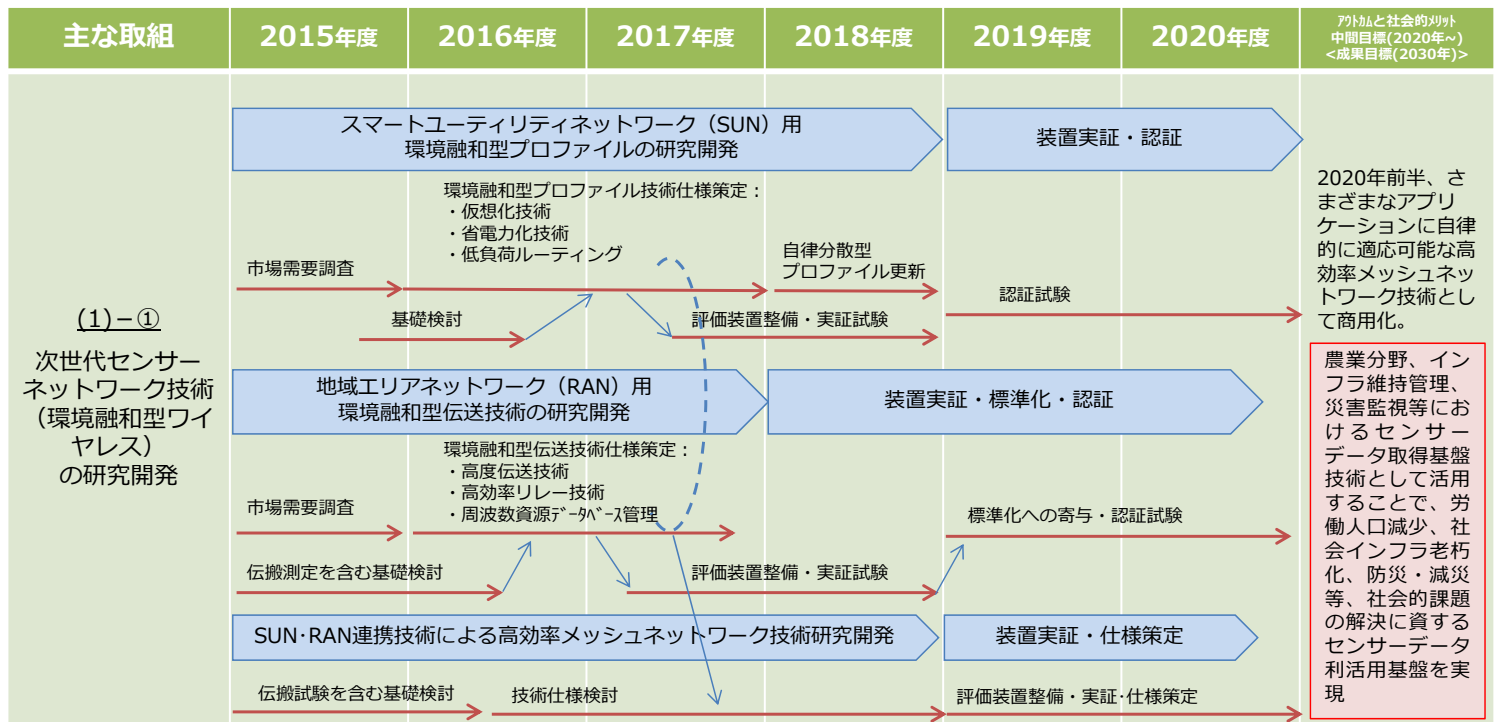 主な取組
2015年度
2016年度
2017年度
2018年度
2019年度
2020年度
ｱｳﾄｶﾑと社会的ﾒﾘｯﾄ
中間目標(2020年~)
<成果目標(2030年)>
(1)－①
次世代センサー
ネットワーク技術
（環境融和型ワイ
ヤレス）
の研究開発
スマートユーティリティネットワーク（SUN）用
環境融和型プロファイルの研究開発
装置実証・認証
環境融和型プロファイル技術仕様策定：
・仮想化技術
・省電力化技術
・低負荷ルーティング
市場需要調査
自律分散型
プロファイル更新
認証試験
基礎検討
評価装置整備・実証試験
地域エリアネットワーク（RAN）用
環境融和型伝送技術の研究開発
装置実証・標準化・認証
環境融和型伝送技術仕様策定：
・高度伝送技術
・高効率リレー技術
・周波数資源ﾃﾞｰﾀﾍﾞｰｽ管理
市場需要調査
標準化への寄与・認証試験
伝搬測定を含む基礎検討
評価装置整備・実証試験
SUN･RAN連携技術による高効率メッシュネットワーク技術研究開発
装置実証・仕様策定
伝搬試験を含む基礎検討
技術仕様検討
評価装置整備・実証･仕様策定
2020年前半、さ
まざまなアプリ
ケーションに自律
的に適応可能な高
効率メッシュネッ
トワーク技術とし
て商用化。
農業分野、イン
フラ維持管理、
災害監視等にお
けるセンサー
データ取得基盤
技術として活用
することで、労
働人口減少、社
会インフラ老朽
化、防災・減災
等、社会的課題
の解決に資する
センサーデータ
利活用基盤を実
現